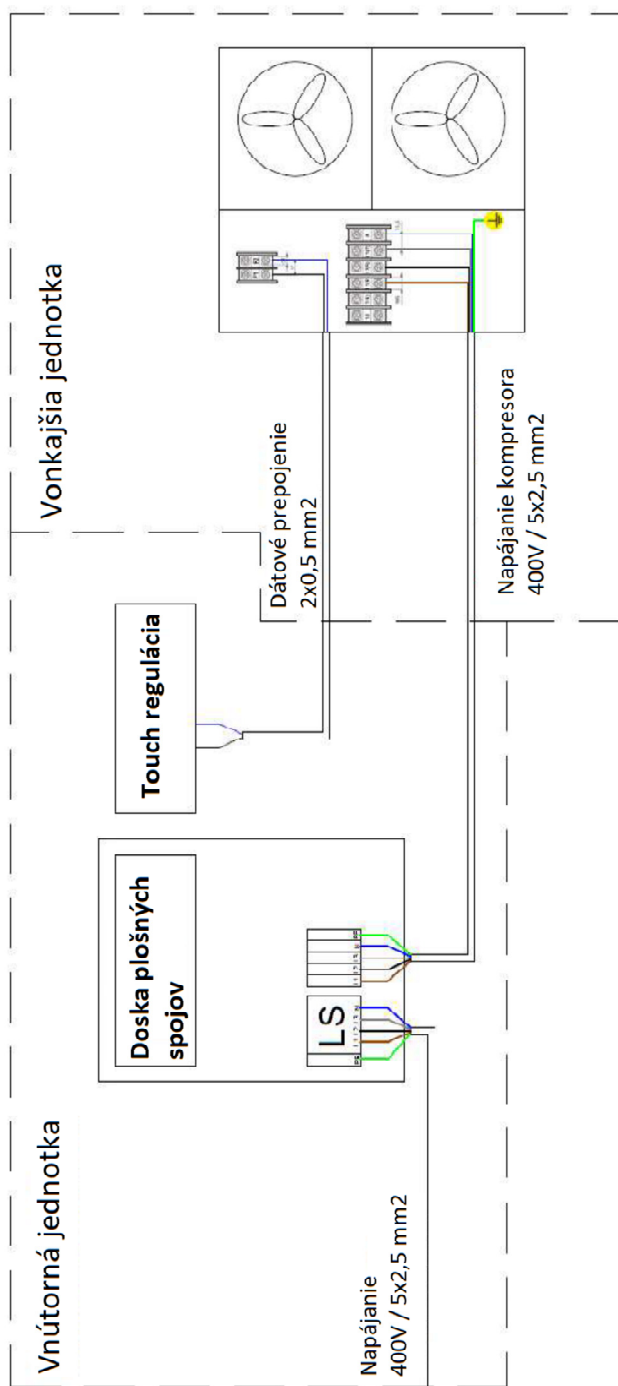 Vnútorná jednotka
Vonkajšia jednotka
Doska plošných
spojov
Touch regulácia
LS
Dátové prepojenie
2x0,5 mm2
Napájanie
400V / 5x2,5 mm2
Napájanie kompresora
400V / 5x2,5 mm2